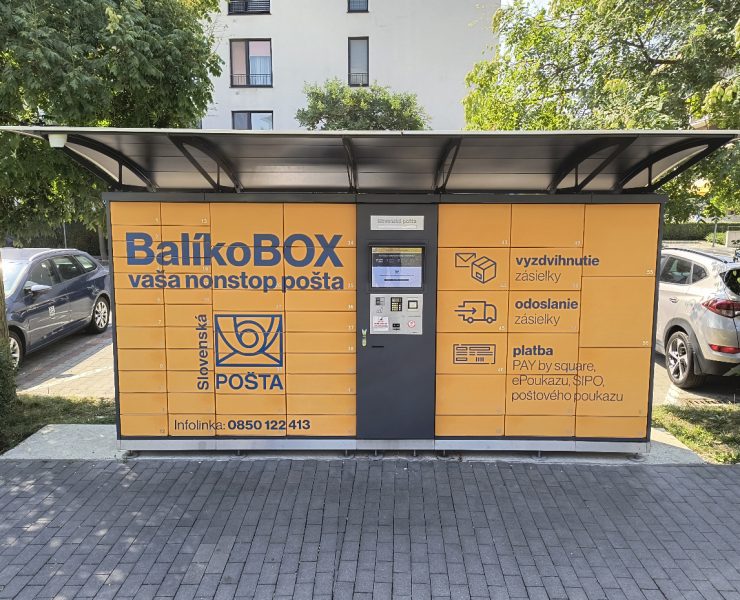 BalíkoBOX
vaša nonstop pošta
Slovenská
POŠTA
Infolinka: 0850 122 413
Slovenská pošta
vyzdvihnutie
zásielky
odoslanie
zásielky
platba
PAY by square,
ePoukazu, SIPO,
poštového poukazu